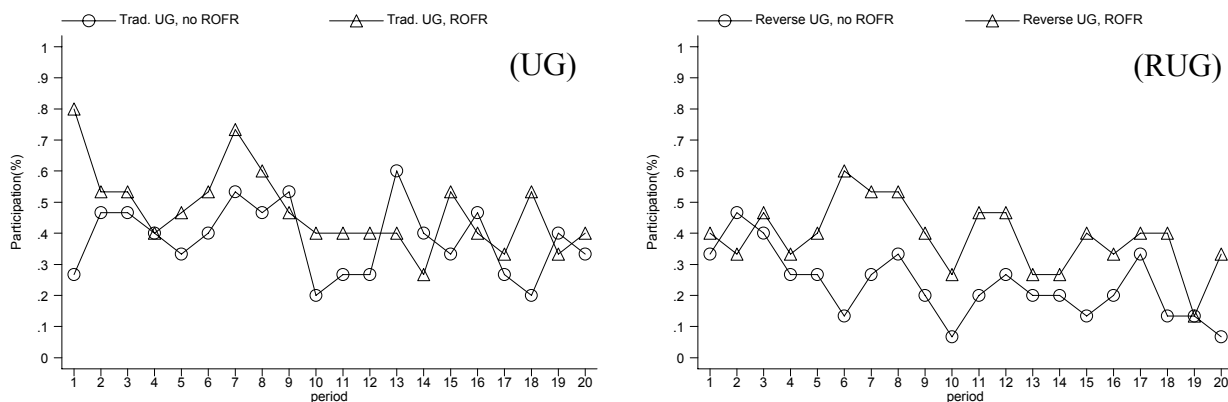 Trad. UG, no ROFR
Trad. UG, ROFR
(UG)
Participation(%)
1
.9
.8
.7
.6
.5
.4
.3
.2
.1
0
1 2 3 4 5 6 7 8 9 10 11 12 13 14 15 16 17 18 19 20
period
Reverse UG, no ROFR
Reverse UG, ROFR
(RUG)
Participation(%)
1
.9
.8
.7
.6
.5
.4
.3
.2
.1
0
1 2 3 4 5 6 7 8 9 10 11 12 13 14 15 16 17 18 19 20
period